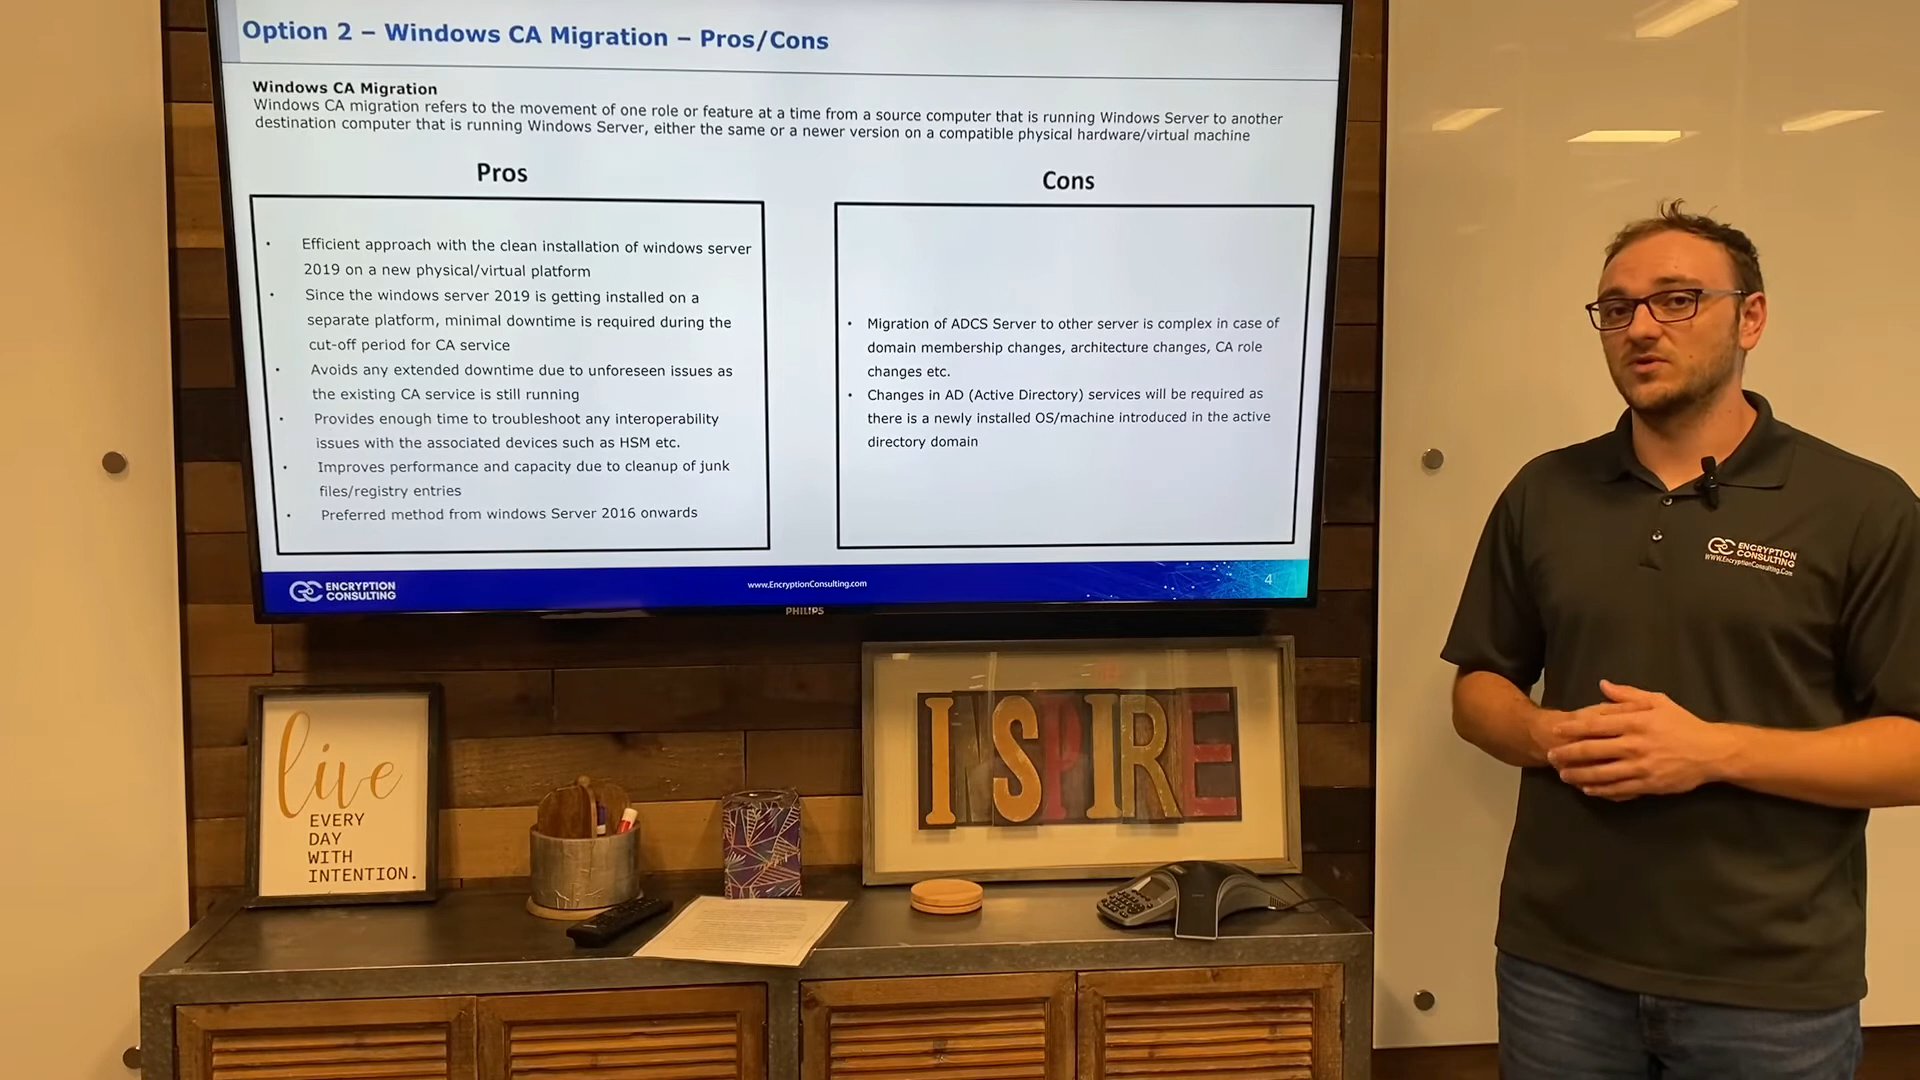 Option 2 – Windows CA Migration – Pros/Cons
Windows CA Migration
Windows CA migration refers to the movement of one role or feature at a time from a source computer that is running Windows Server to another
destination computer that is running Windows Server, either the same or a newer version on a compatible physical hardware/virtual machine
Pros
• Efficient approach with the clean installation of windows server
2019 on a new physical/virtual platform
• Since the windows server 2019 is getting installed on a
separate platform, minimal downtime is required during the
cut-off period for CA service
• Avoids any extended downtime due to unforeseen issues as
the existing CA service is still running
• Provides enough time to troubleshoot any interoperability
issues with the associated devices such as HSM etc.
• Improves performance and capacity due to cleanup of junk
files/registry entries
• Preferred method from windows Server 2016 onwards
Cons
• Migration of ADCS Server to other server is complex in case of
domain membership changes, architecture changes, CA role
changes etc.
• Changes in AD (Active Directory) services will be required as
there is a newly installed OS/machine introduced in the active
directory domain
ENCRYPTION
CONSULTING
www.EncryptionConsulting.com
4
PHILIPS
ENCRYPTION
CONSULTING
www.EncryptionConsulting.Com
live
EVERY
DAY
WITH
INTENTION.
INSPIRE